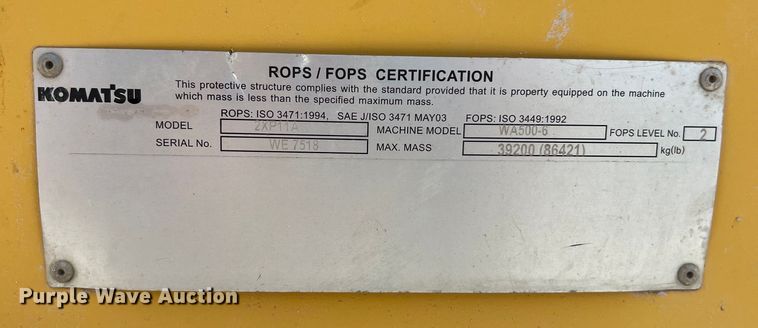 ROPS / FOPS CERTIFICATION
KOMATSU
This protective structure complies with the standard provided that it is property equipped on the machine
which mass is less than the specified maximum mass.
ROPS: ISO 3471:1994, SAE J/ISO 3471 MAY03 FOPS: ISO 3449:1992
MODEL 2XP11A MACHINE MODEL WA500-6 FOPS LEVEL No. 2
SERIAL No. WE 7518 MAX. MASS 39200 (86421) kg(lb)
Purple Wave Auction